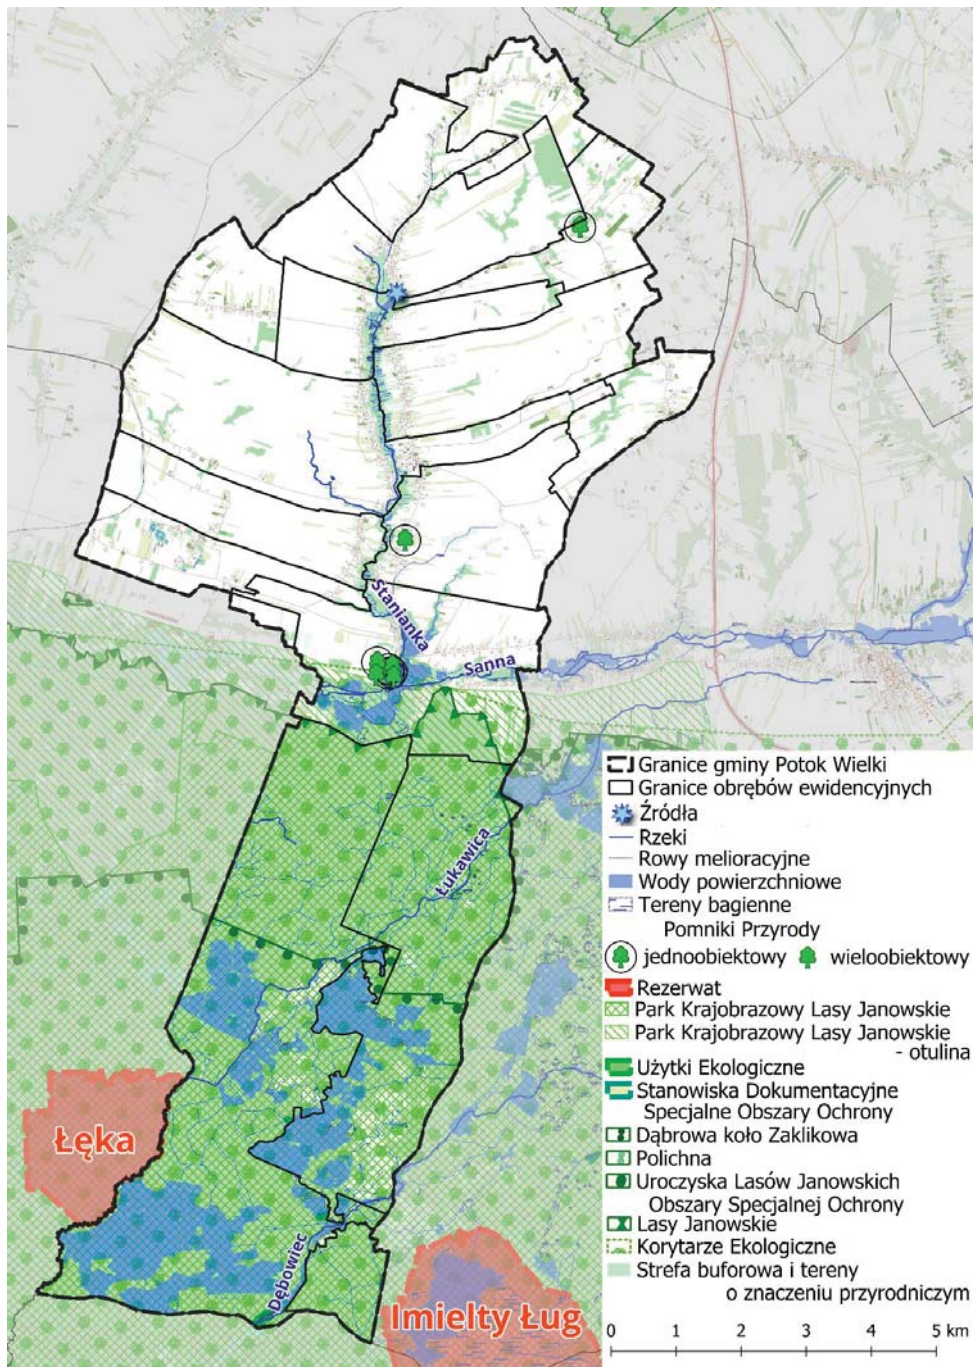 Stanianka
Sanna
Łukawica
Łęka
Dębowiec
Imielty Ług
Granice gminy Potok Wielki
Granice obrębów ewidencyjnych
Źródła
Rzeki
Rowy melioracyjne
Wody powierzchniowe
Tereny bagienne
Pomniki Przyrody
jednoobiektowy wieloobiektowy
Rezerwat
Park Krajobrazowy Lasy Janowskie
Park Krajobrazowy Lasy Janowskie
- otulina
Użytki Ekologiczne
Stanowiska Dokumentacyjne
Specjalne Obszary Ochrony
Dąbrowa koło Zaklikowa
Polichna
Uroczyska Lasów Janowskich
Obszary Specjalnej Ochrony
Lasy Janowskie
Korytarze Ekologiczne
Strefa buforowa i tereny
o znaczeniu przyrodniczym
0 1 2 3 4 5 km